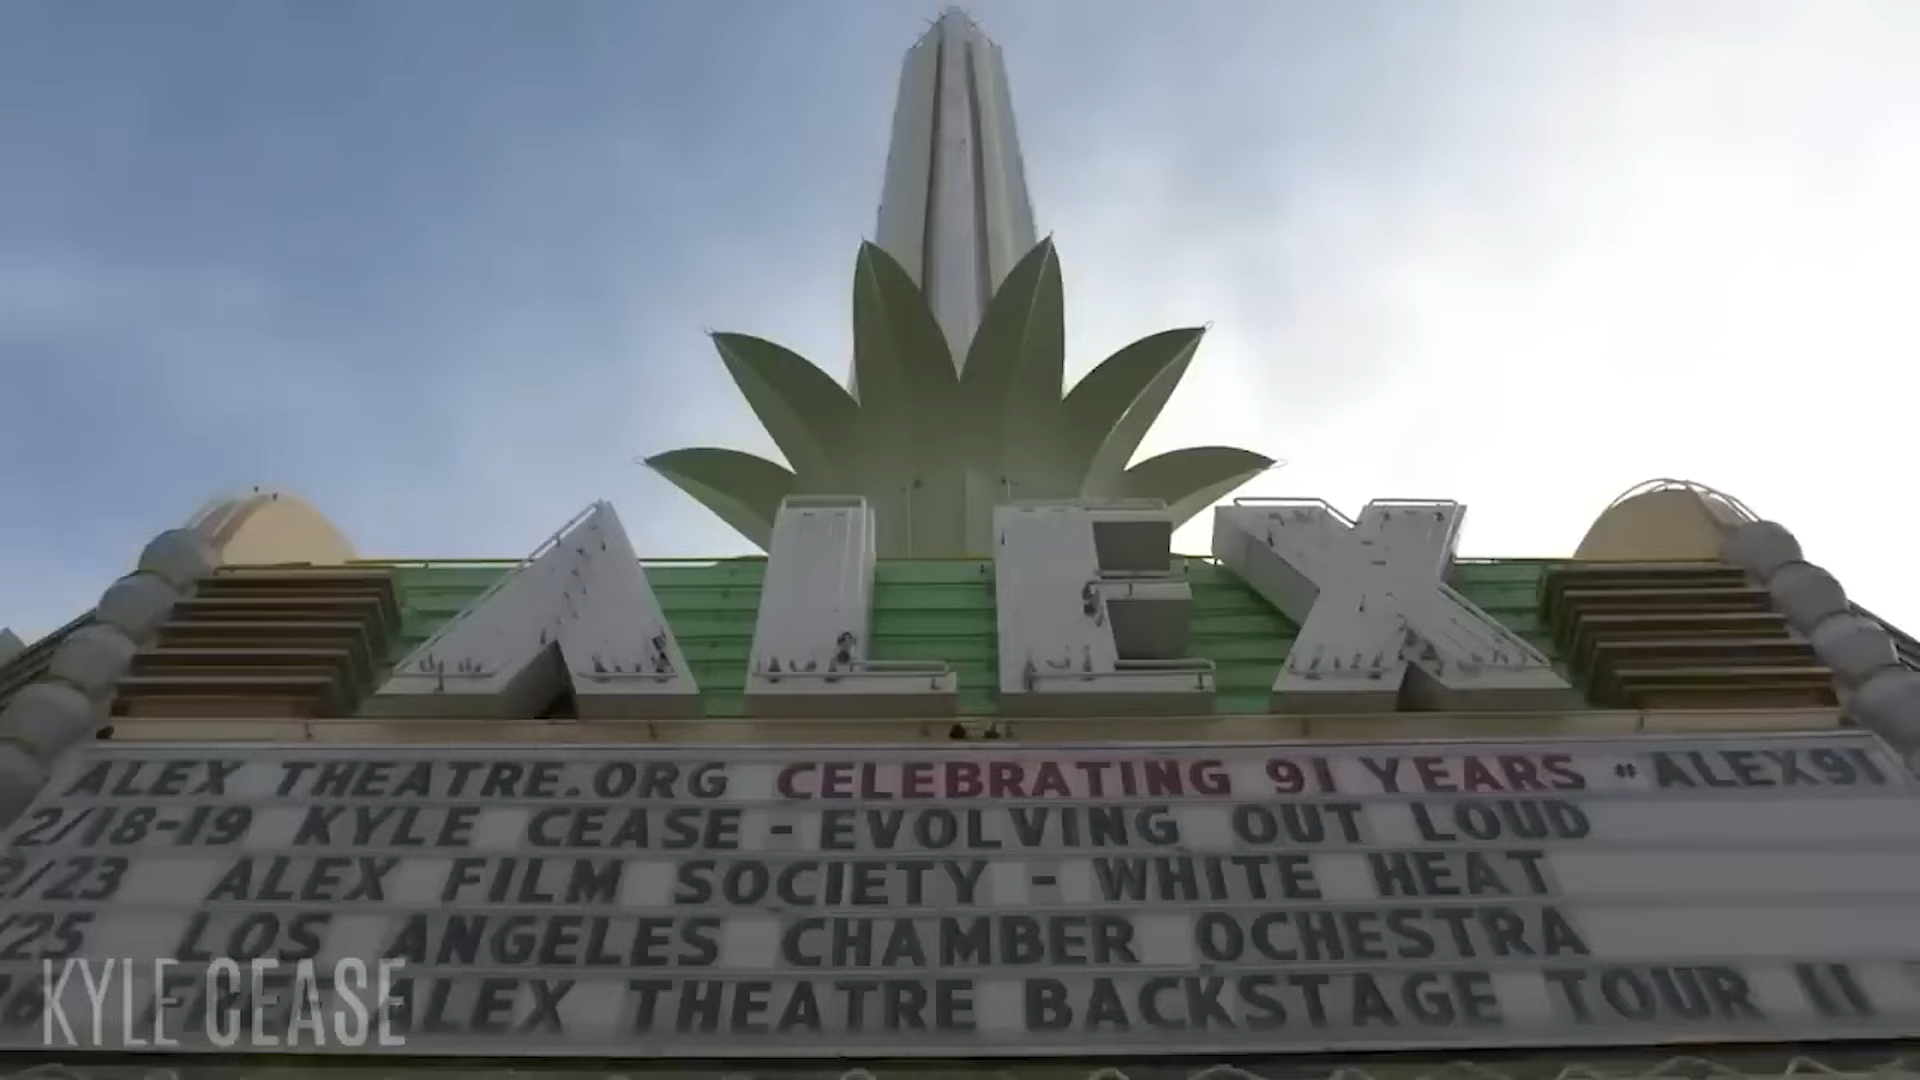 ALEX
ALEX THEATRE.ORG CELEBRATING 91 YEARS #ALEX91
2/18-19 KYLE CEASE - EVOLVING OUT LOUD
2/23 ALEX FILM SOCIETY - WHITE HEAT
/25 LOS ANGELES CHAMBER OCHESTRA
ALEX THEATRE BACKSTAGE TOUR
KYLE CEASE